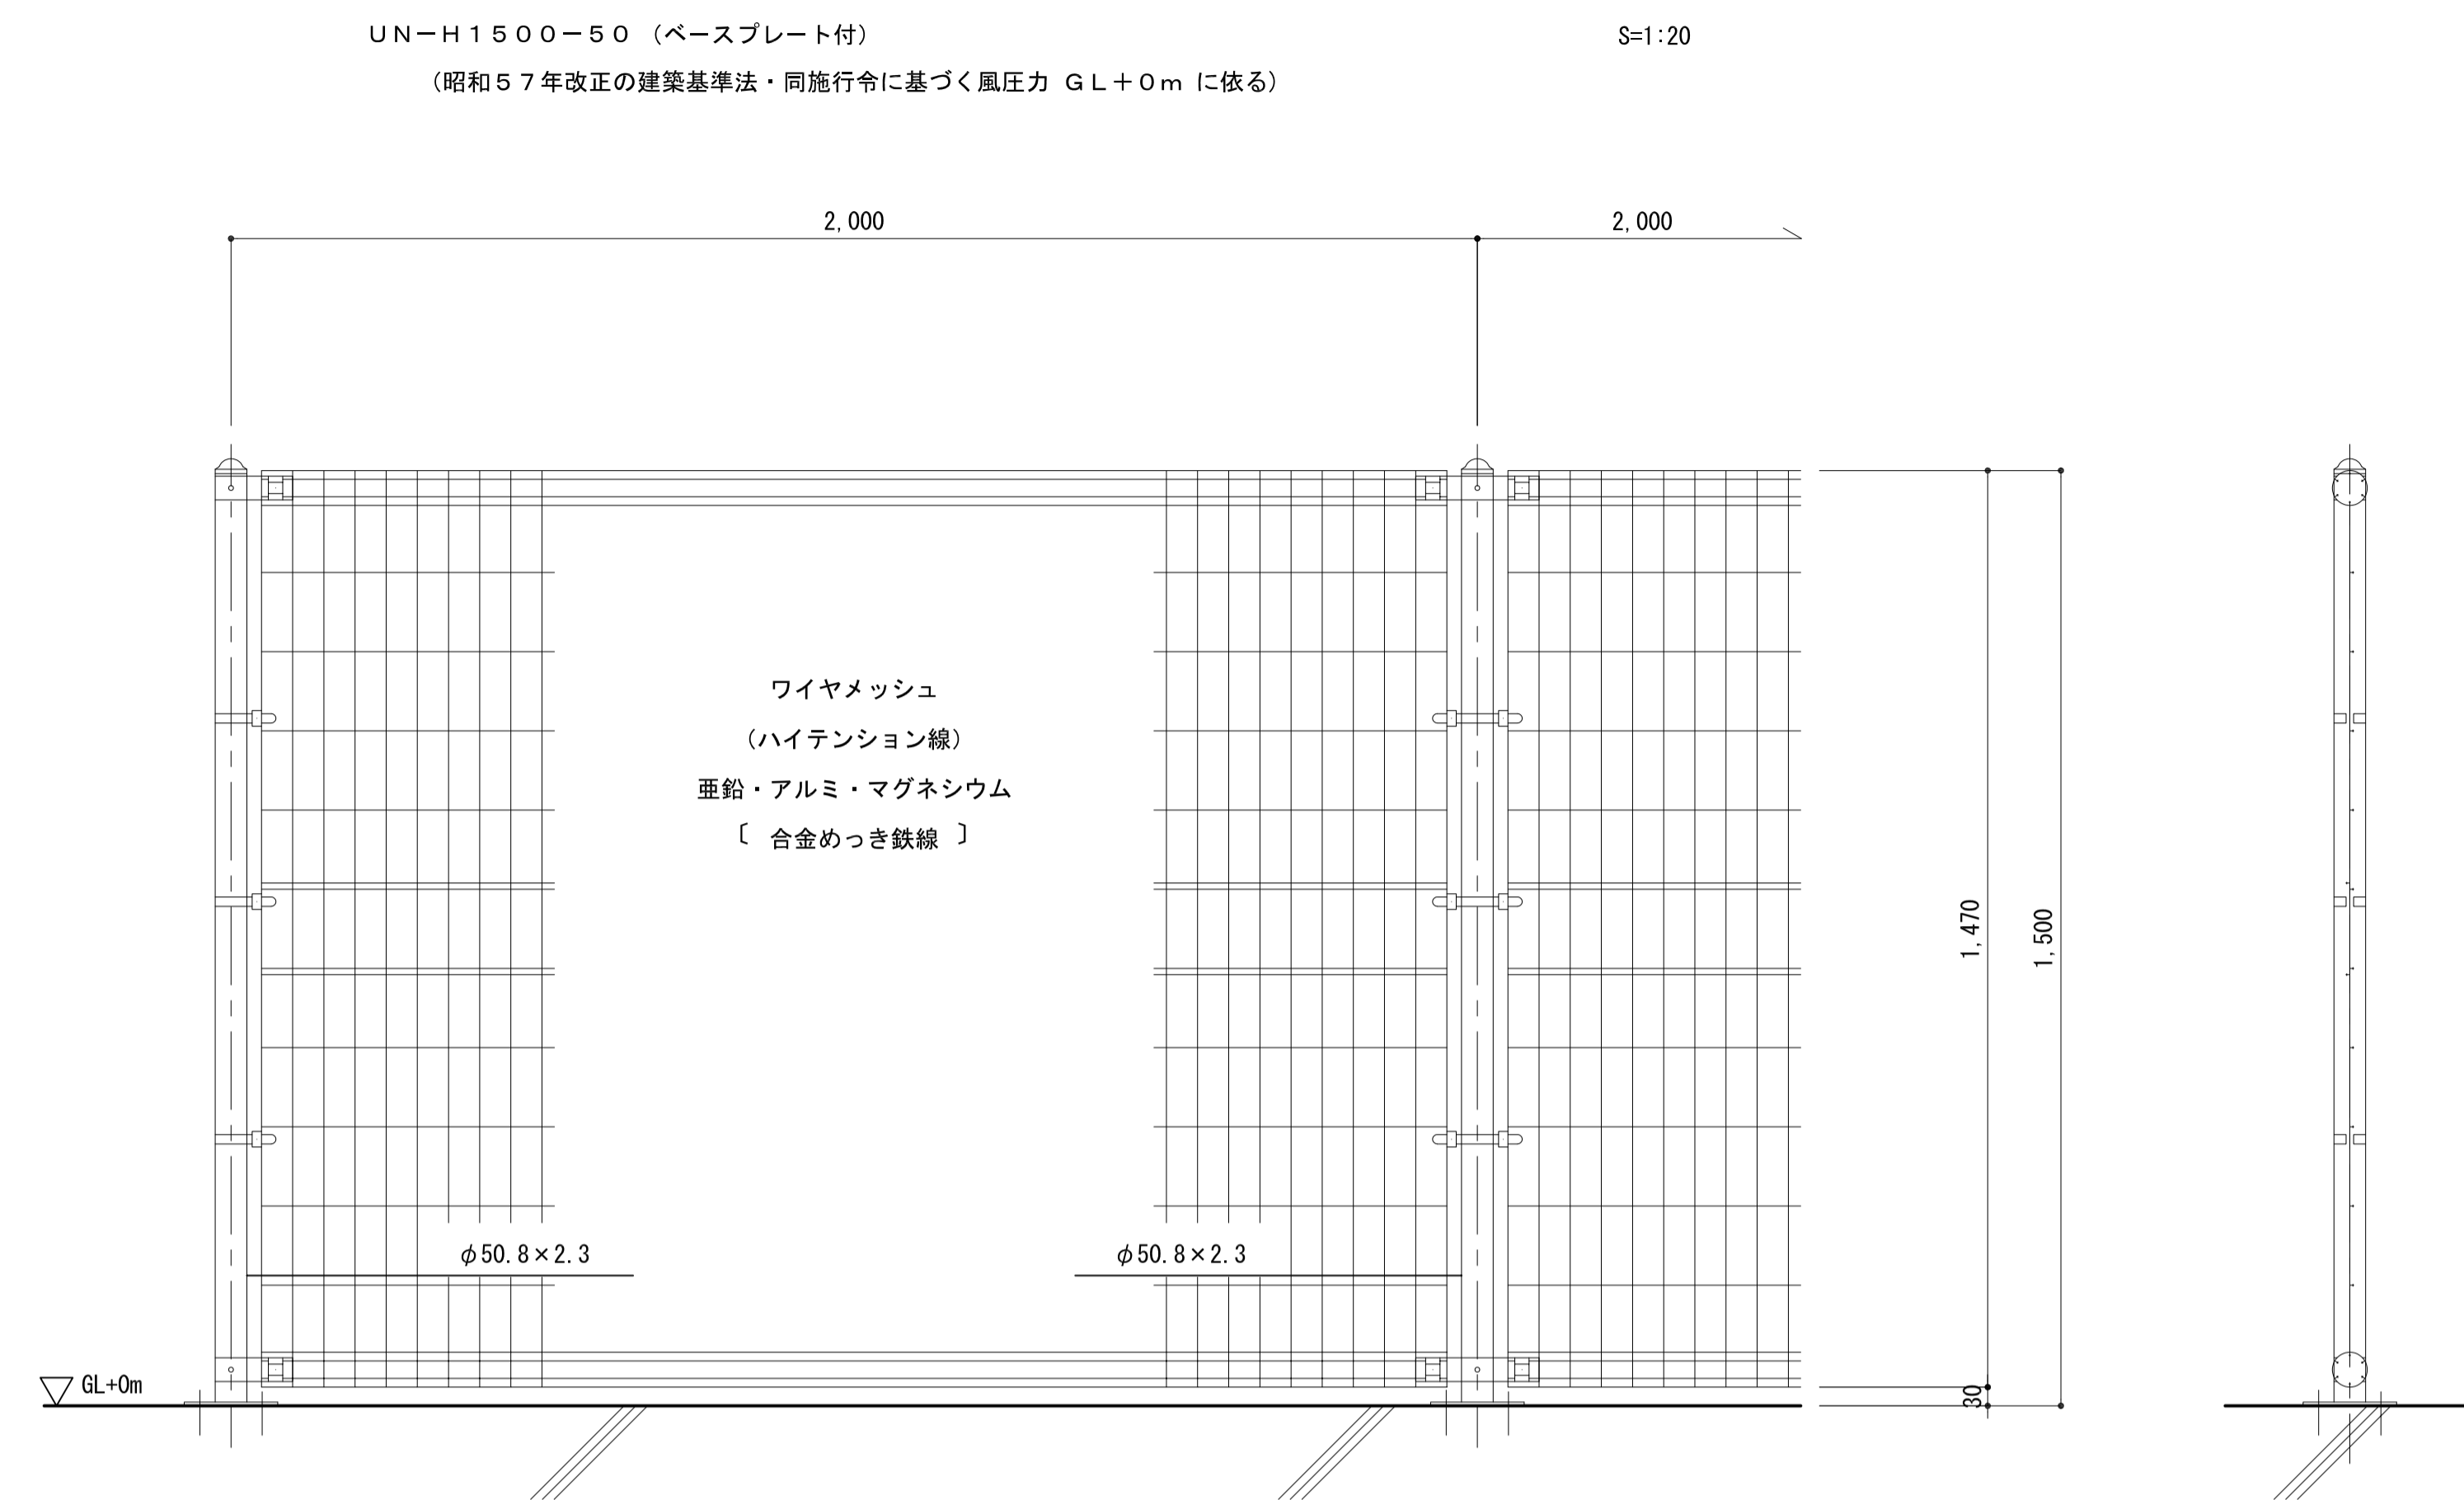 ＵＮ－Ｈ１５００－５０（ベースプレート付）
S=1:20
（昭和５７年改正の建築基準法・同施行令に基づく風圧力 ＧＬ＋０ｍ に依る）
2,000
2,000
ワイヤメッシュ
（ハイテンション線）
亜鉛・アルミ・マグネシウム
〔 合金めっき鉄線 〕
1,470
1,500
φ50.8×2.3
φ50.8×2.3
GL+0m
30